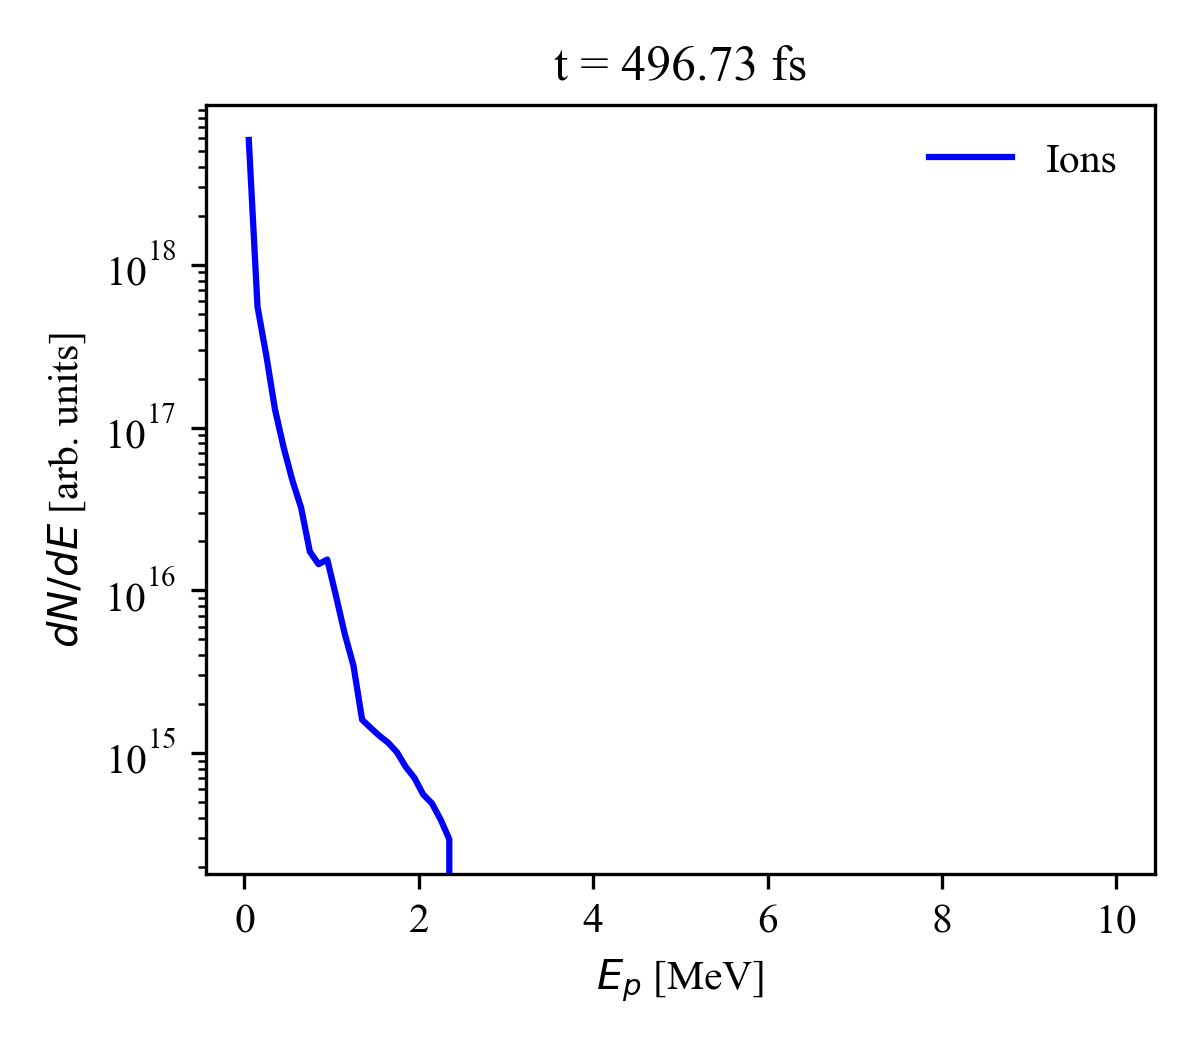 t = 496.73 fs
Ions
10^18
10^17
10^16
10^15
dN/dE [arb. units]
0 2 4 6 8 10
E_p [MeV]